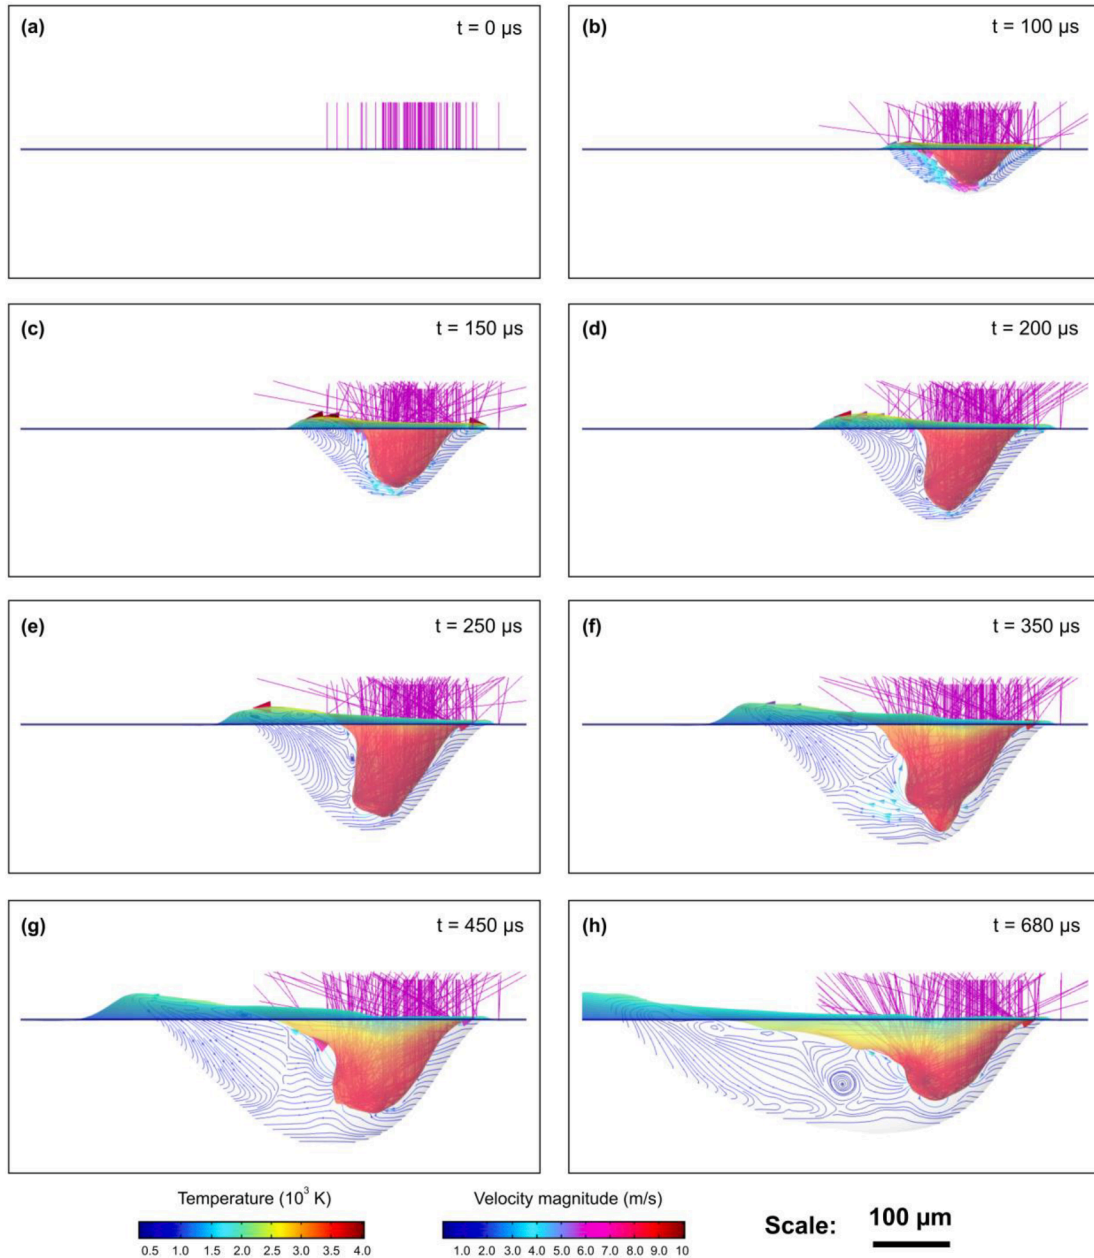 (a) t = 0 µs
(b) t = 100 µs
(c) t = 150 µs
(d) t = 200 µs
(e) t = 250 µs
(f) t = 350 µs
(g) t = 450 µs
(h) t = 680 µs
Temperature (10³ K)
0.5 1.0 1.5 2.0 2.5 3.0 3.5 4.0
Velocity magnitude (m/s)
1.0 2.0 3.0 4.0 5.0 6.0 7.0 8.0 9.0 10
Scale: 100 µm